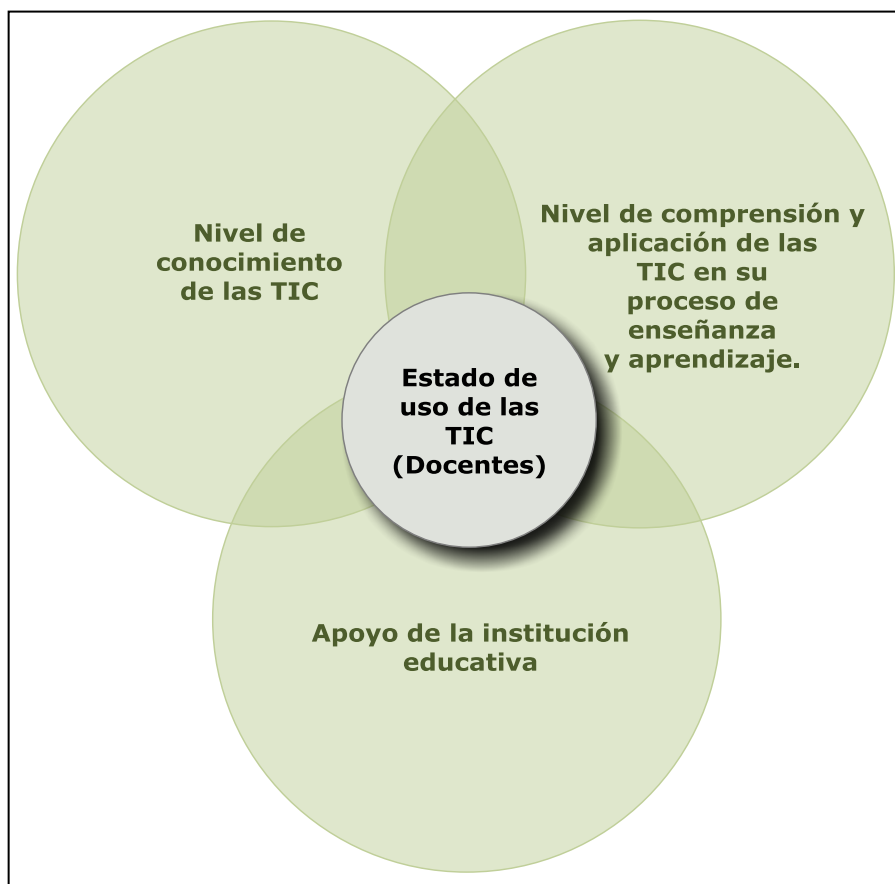 Nivel de
conocimiento
de las TIC
Nivel de comprensión y
aplicación de las
TIC en su
proceso de
enseñanza
y aprendizaje.
Estado de
uso de las
TIC
(Docentes)
Apoyo de la institución
educativa